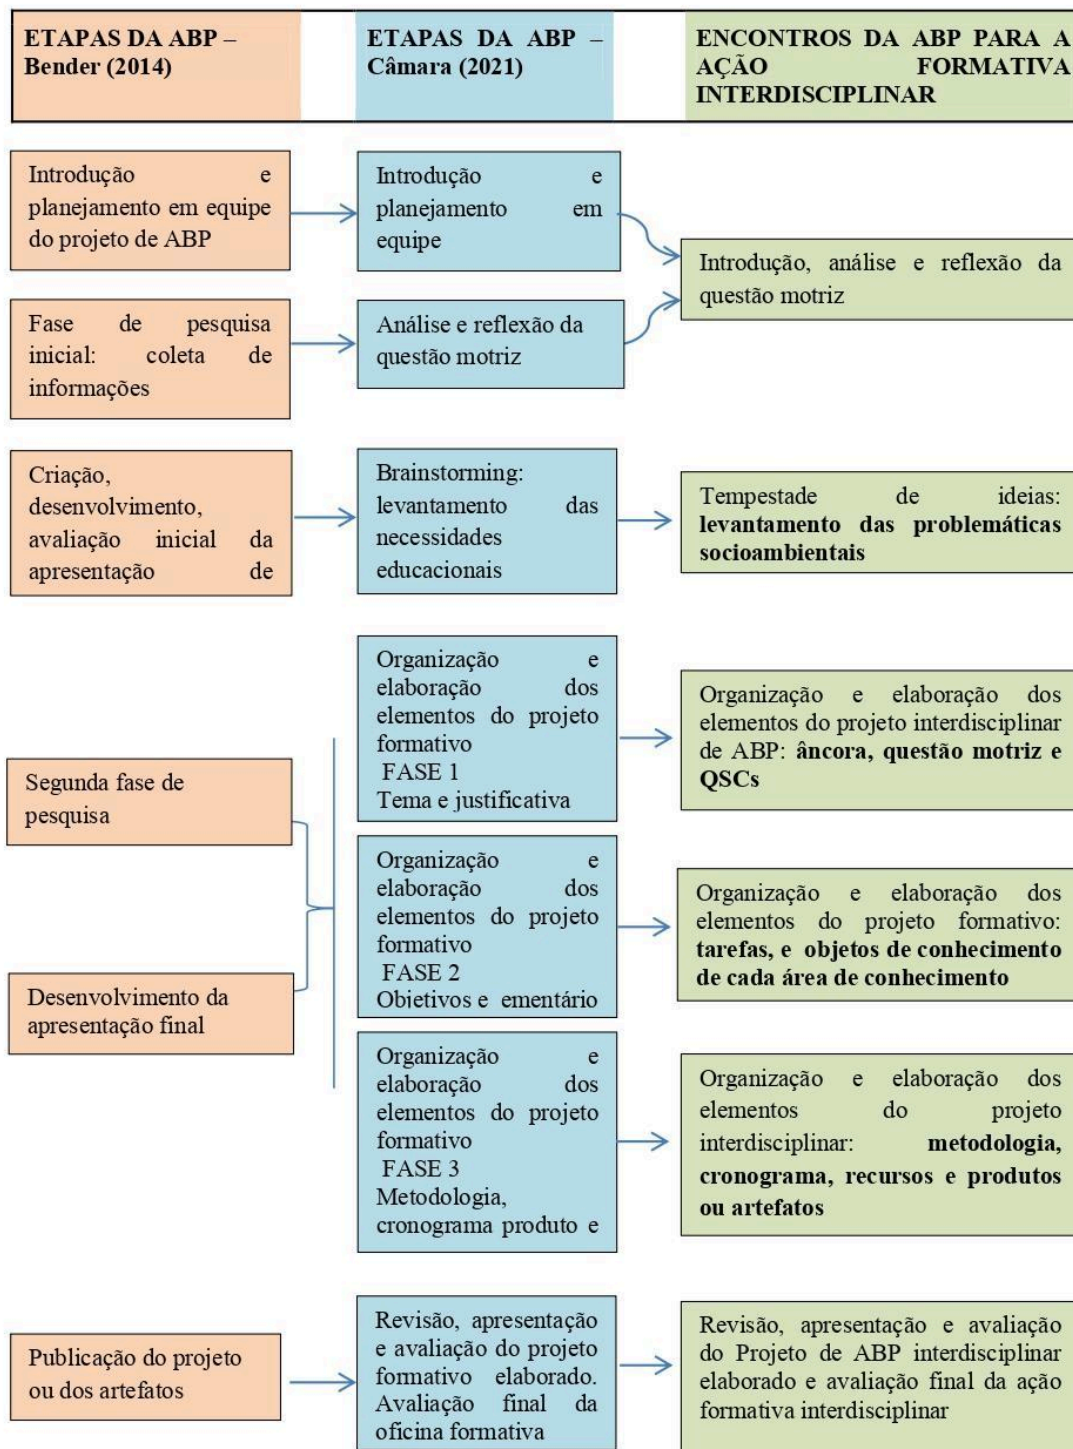 ETAPAS DA ABP –
Bender (2014)
ETAPAS DA ABP –
Câmara (2021)
ENCONTROS DA ABP PARA A
AÇÃO FORMATIVA
INTERDISCIPLINAR
Introdução e
planejamento em equipe
do projeto de ABP
Introdução e
planejamento em
equipe
Introdução, análise e reflexão da
questão motriz
Fase de pesquisa
inicial: coleta de
informações
Análise e reflexão da
questão motriz
Criação,
desenvolvimento,
avaliação inicial da
apresentação de
Brainstorming:
levantamento das
necessidades
educacionais
Tempestade de ideias:
levantamento das problemáticas
socioambientais
Segunda fase de
pesquisa
Organização e
elaboração dos
elementos do projeto
formativo
FASE 1
Tema e justificativa
Organização e elaboração dos
elementos do projeto interdisciplinar
de ABP: âncora, questão motriz e
QSCs
Organização e
elaboração dos
elementos do projeto
formativo
FASE 2
Objetivos e ementário
Organização e elaboração dos
elementos do projeto formativo:
tarefas, e objetos de conhecimento
de cada área de conhecimento
Desenvolvimento da
apresentação final
Organização e
elaboração dos
elementos do projeto
formativo
FASE 3
Metodologia,
cronograma produto e
Organização e elaboração dos
elementos do projeto
interdisciplinar: metodologia,
cronograma, recursos e produtos
ou artefatos
Publicação do projeto
ou dos artefatos
Revisão, apresentação
e avaliação do projeto
formativo elaborado.
Avaliação final da
oficina formativa
Revisão, apresentação e avaliação
do Projeto de ABP interdisciplinar
elaborado e avaliação final da ação
formativa interdisciplinar